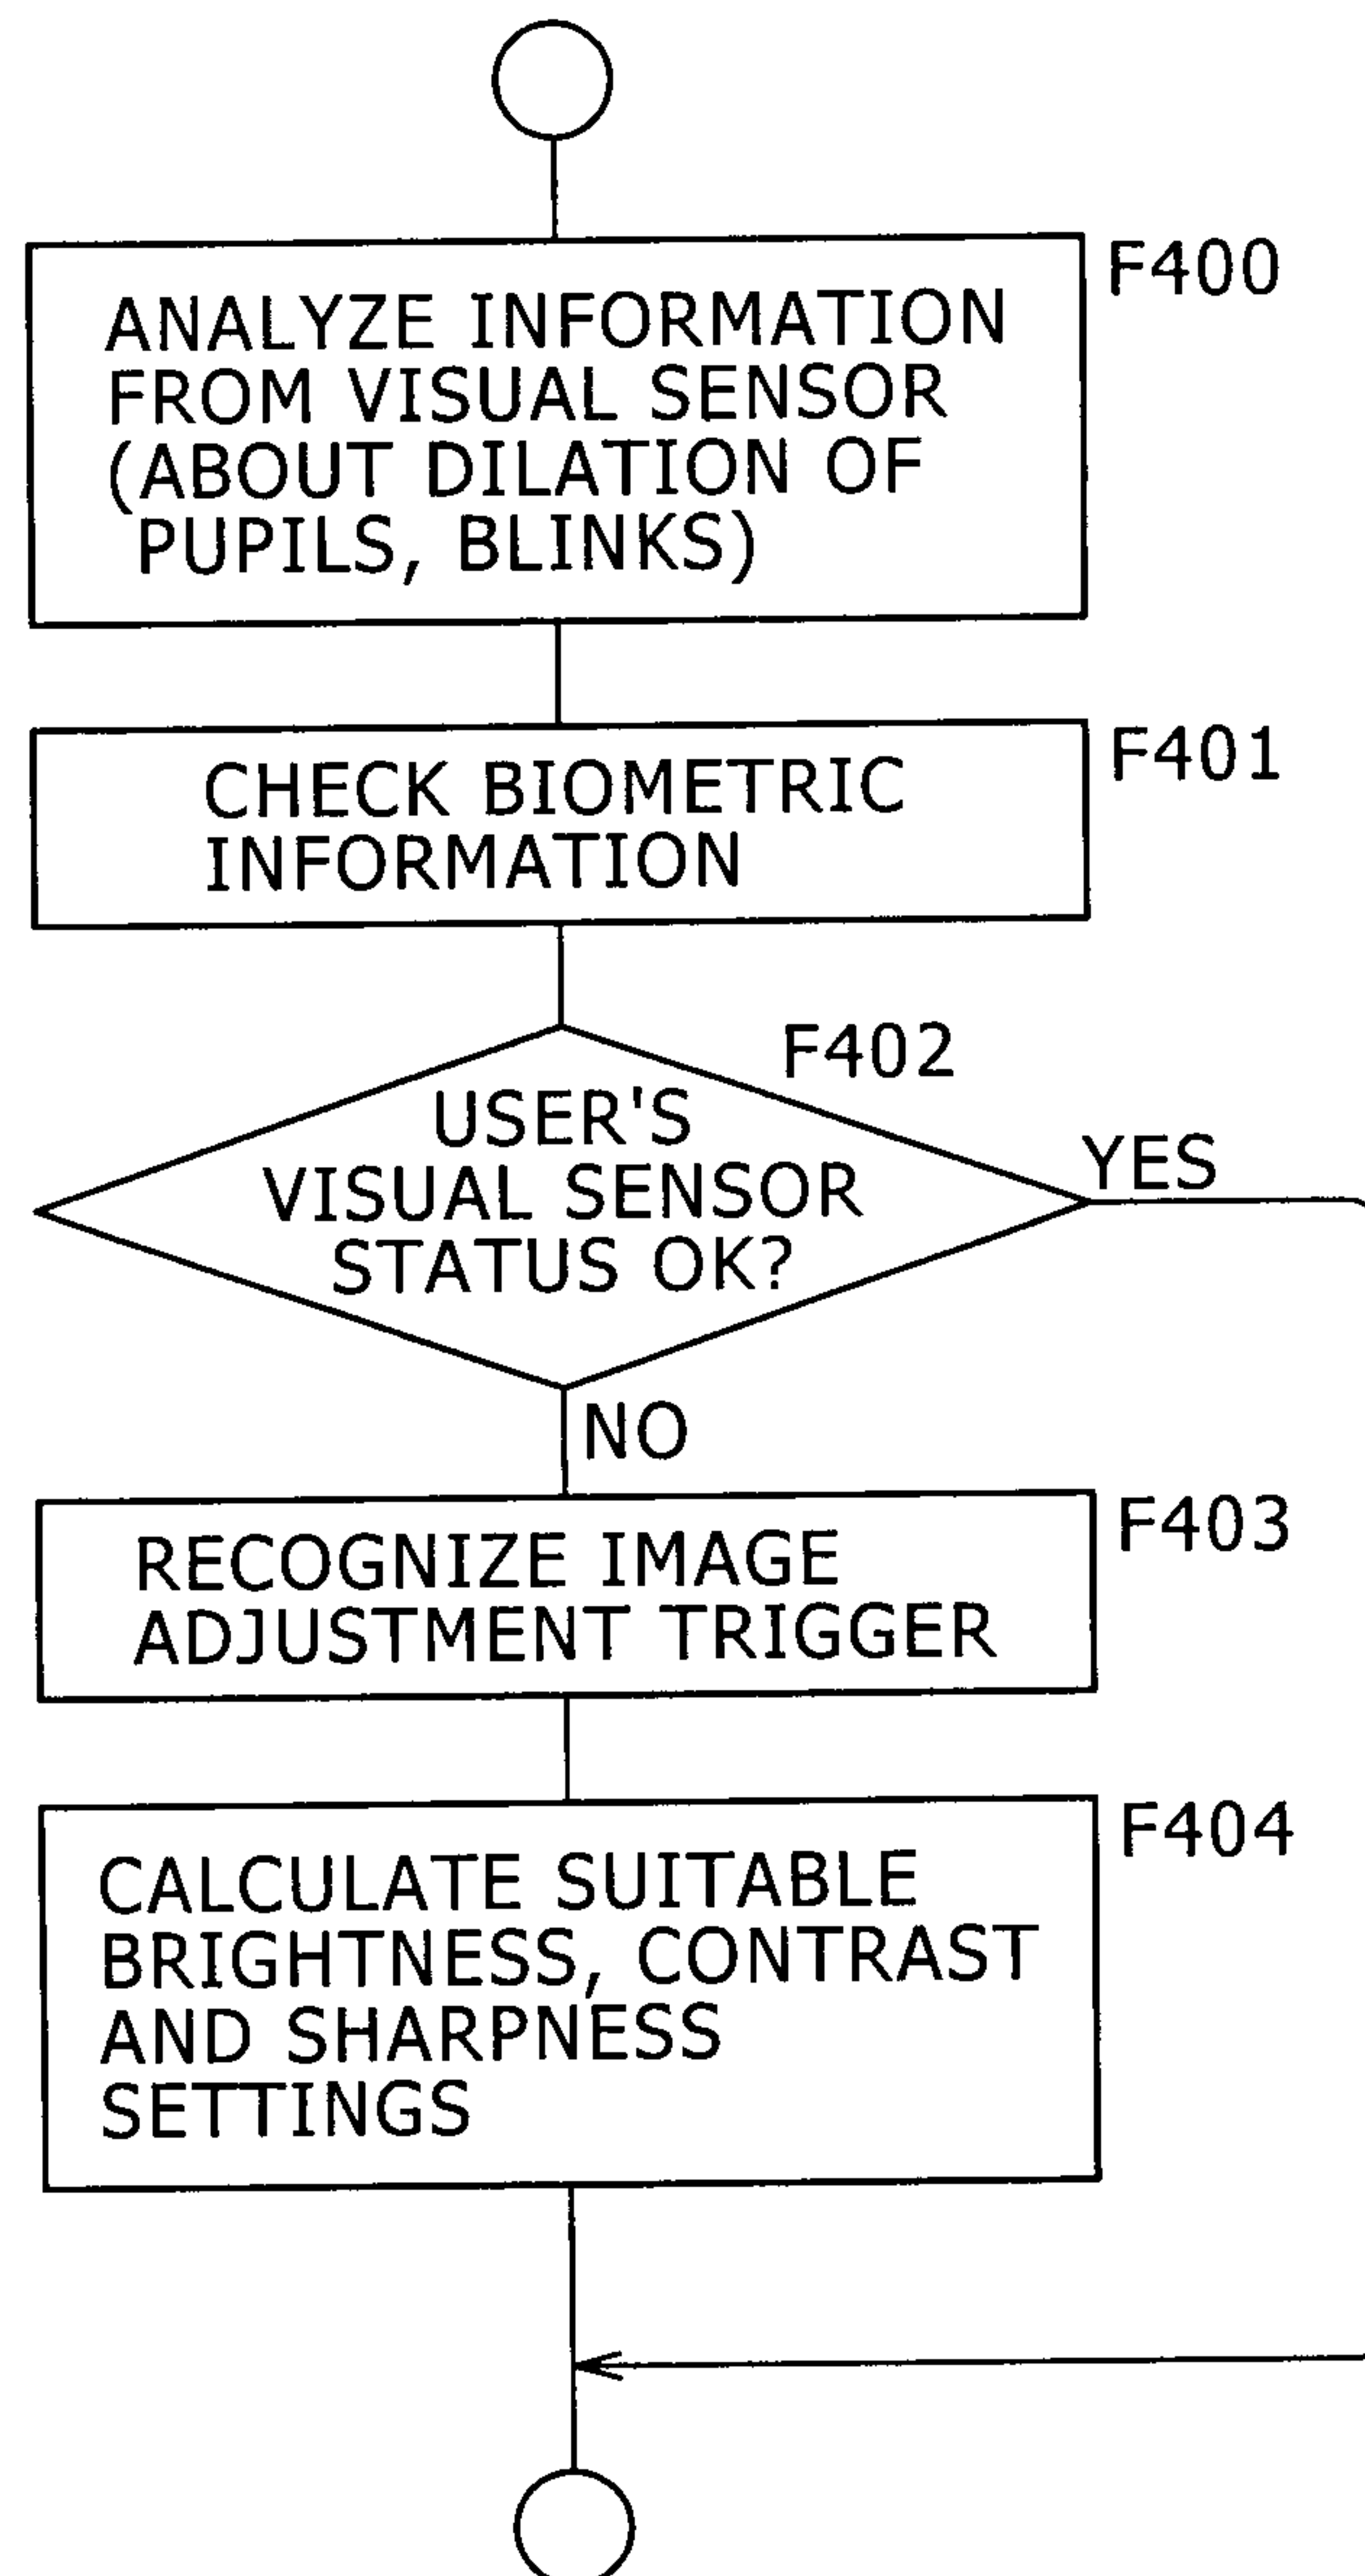 F400
ANALYZE INFORMATION
FROM VISUAL SENSOR
(ABOUT DILATION OF
PUPILS, BLINKS)
F401
CHECK BIOMETRIC
INFORMATION
F402
USER'S
VISUAL SENSOR
STATUS OK?
YES
NO
F403
RECOGNIZE IMAGE
ADJUSTMENT TRIGGER
F404
CALCULATE SUITABLE
BRIGHTNESS, CONTRAST
AND SHARPNESS
SETTINGS